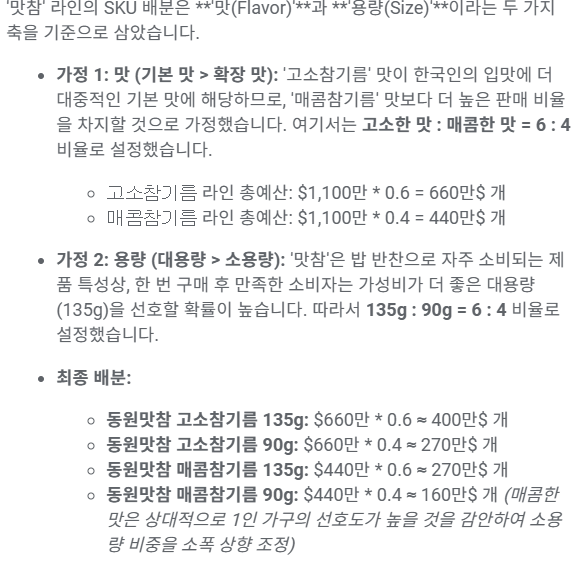 '맛참' 라인의 SKU 배분은 **'맛(Flavor)'**과 **'용량(Size)'**이라는 두 가지
축을 기준으로 삼았습니다.
• 가정 1: 맛 (기본 맛 > 확장 맛): '고소참기름' 맛이 한국인의 입맛에 더
대중적인 기본 맛에 해당하므로, '매콤참기름' 맛보다 더 높은 판매 비율
을 차지할 것으로 가정했습니다. 여기서는 고소한 맛 : 매콤한 맛 = 6 : 4
비율로 설정했습니다.
○ 고소참기름 라인 총예산: $1,100만 * 0.6 = 660만$ 개
○ 매콤참기름 라인 총예산: $1,100만 * 0.4 = 440만$ 개
• 가정 2: 용량 (대용량 > 소용량): '맛참'은 밥 반찬으로 자주 소비되는 제
품 특성상, 한 번 구매 후 만족한 소비자는 가성비가 더 좋은 대용량
(135g)을 선호할 확률이 높습니다. 따라서 135g : 90g = 6 : 4 비율로
설정했습니다.
• 최종 배분:
○ 동원맛참 고소참기름 135g: $660만 * 0.6 ≈ 400만$ 개
○ 동원맛참 고소참기름 90g: $660만 * 0.4 ≈ 270만$ 개
○ 동원맛참 매콤참기름 135g: $440만 * 0.6 ≈ 270만$ 개
○ 동원맛참 매콤참기름 90g: $440만 * 0.4 ≈ 160만$ 개 (매콤한
맛은 상대적으로 1인 가구의 선호도가 높을 것을 감안하여 소용
량 비중을 소폭 상향 조정)